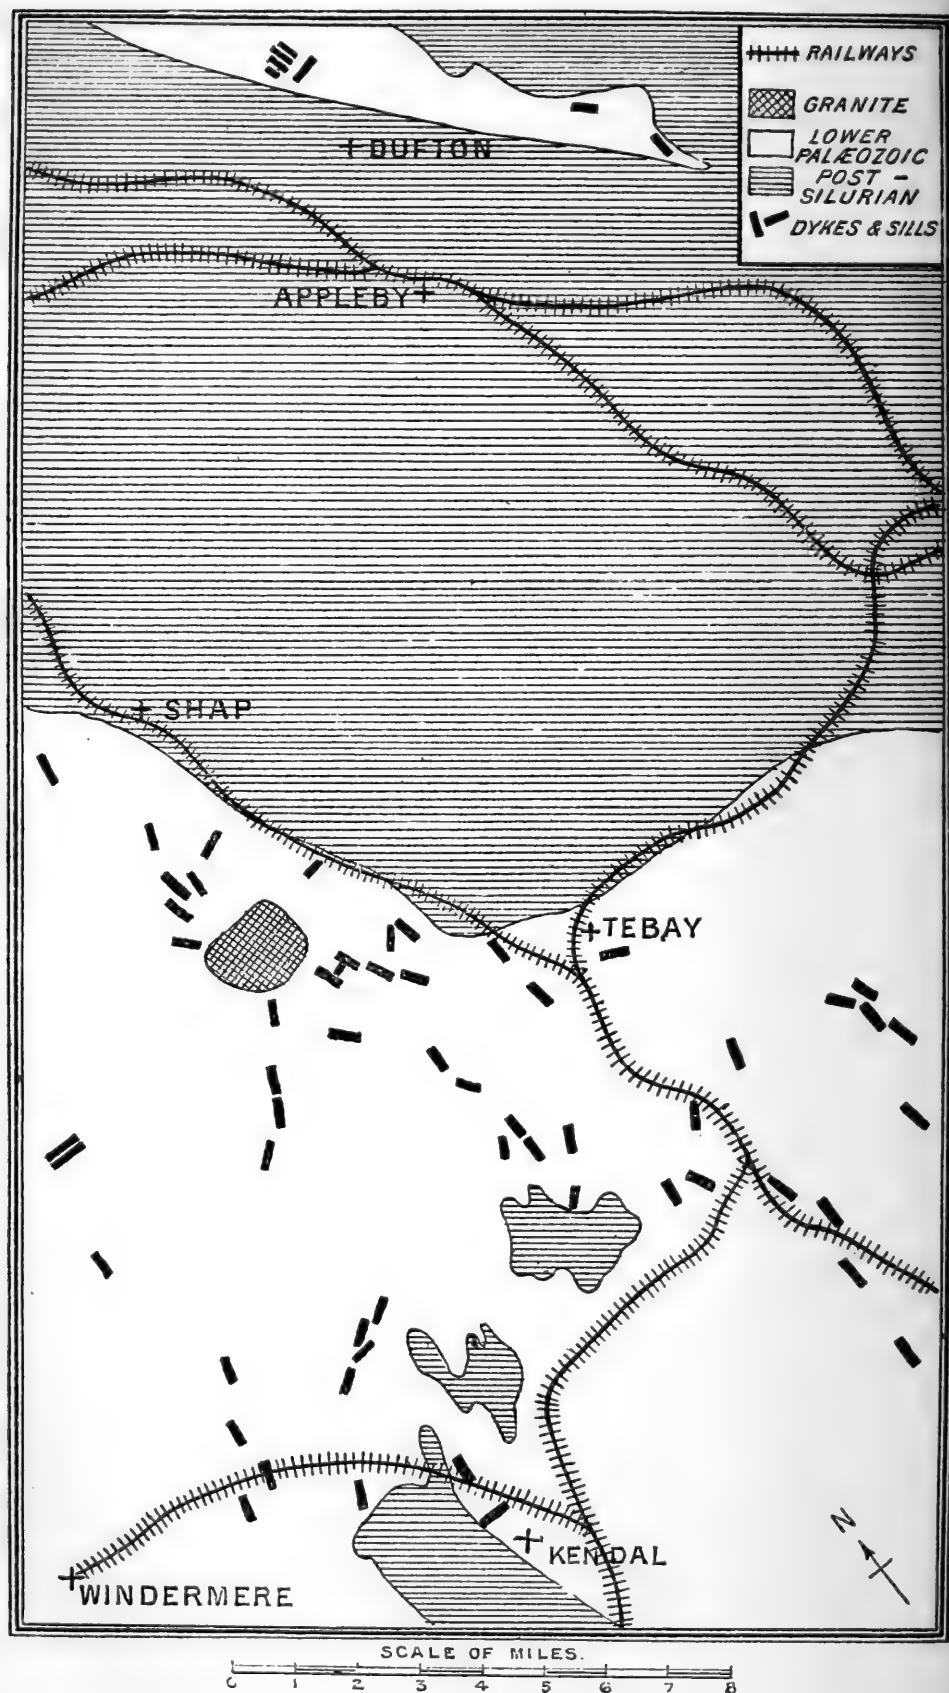 RAILWAYS
GRANITE
LOWER
PALÆOZOIC
POST -
SILURIAN
DYKES & SILLS
+DUFTON
APPLEBY+
+ SHAP
+TEBAY
N
+KENDAL
+WINDERMERE
SCALE OF MILES.
0 1 2 3 4 5 6 7 8